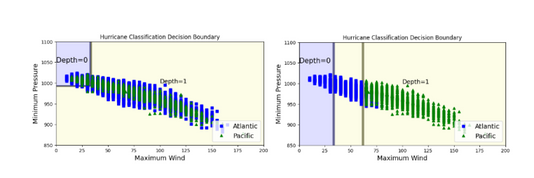 Hurricane Classification Decision Boundary
1100
1050
1000
950
900
850
Minimum Pressure
Depth=0
Depth=1
Atlantic
Pacific
0 25 50 75 100 125 150 175 200
Maximum Wind
Hurricane Classification Decision Boundary
1100
1050
1000
950
900
850
Minimum Pressure
Depth=0
Depth=1
Atlantic
Pacific
0 25 50 75 100 125 150 175 200
Maximum Wind